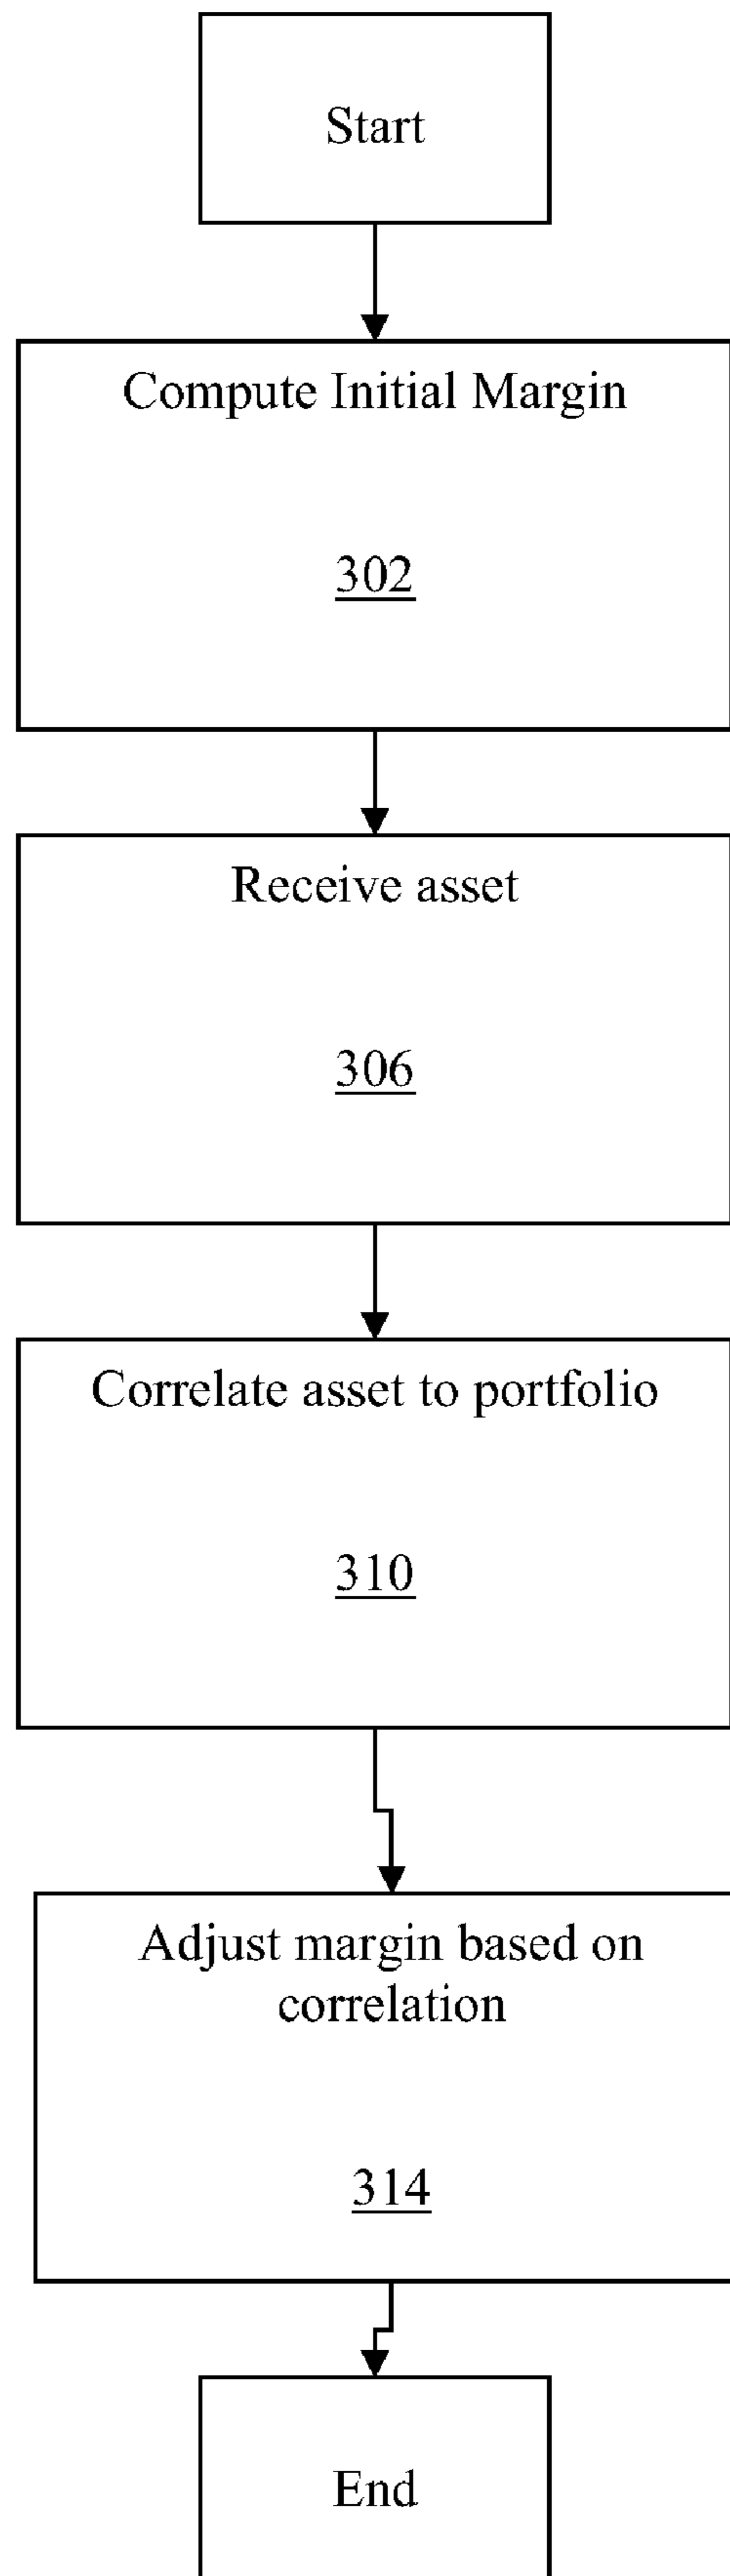 Start
Compute Initial Margin
302
Receive asset
306
Correlate asset to portfolio
310
Adjust margin based on
correlation
314
End